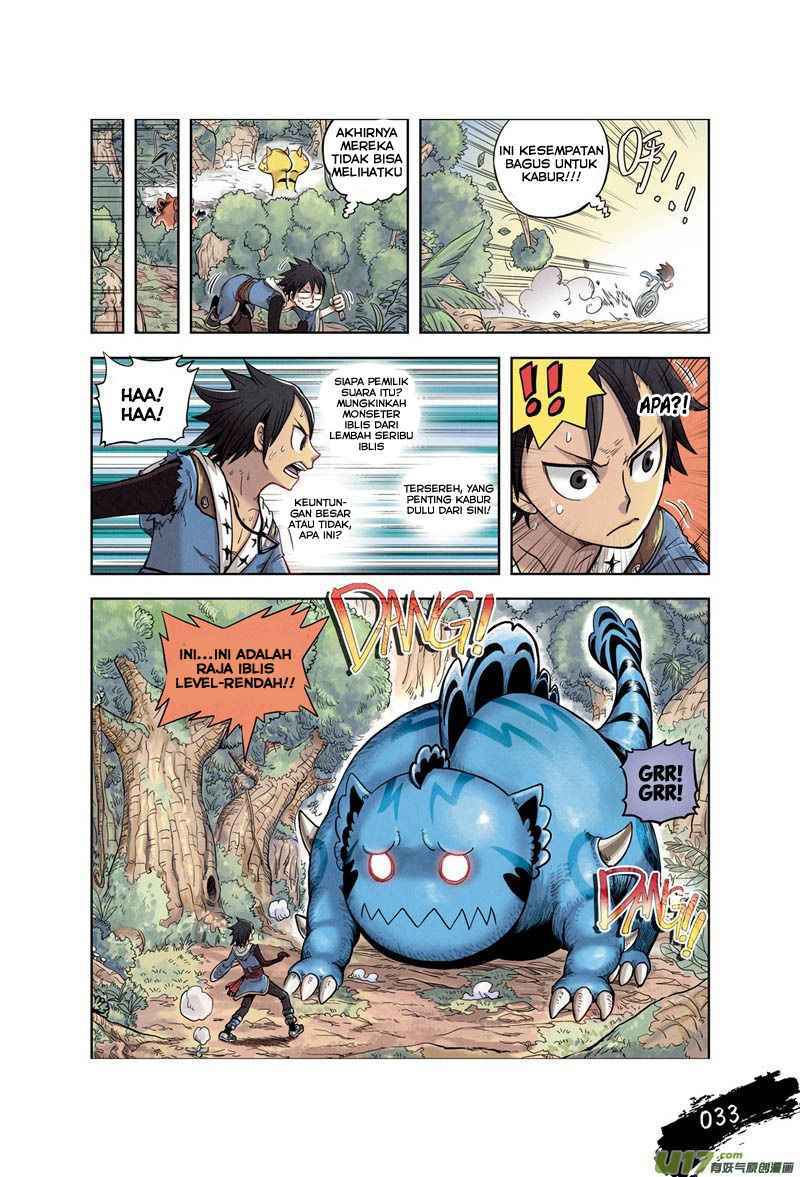 AKHIRNYA
MEREKA
TIDAK BISA
MELIHATKU
INI KESEMPATAN
BAGUS UNTUK
KABUR!!!
呼!!!
HAA!
HAA!
SIAPA PEMILIK
SUARA ITU?
MUNGKINKAH
MONSETER
IBLIS DARI
LEMBAH SERIBU
IBLIS
KEUNTUN-
GAN BESAR
ATAU TIDAK,
APA INI?
TERSEREH, YANG
PENTING KABUR
DULU DARI SINI!
!!
APA?!
DANG!
INI...INI ADALAH
RAJA IBLIS
LEVEL-RENDAH!!
GRR!
GRR!
DANG!!
033
U17.com
有妖气原创漫画